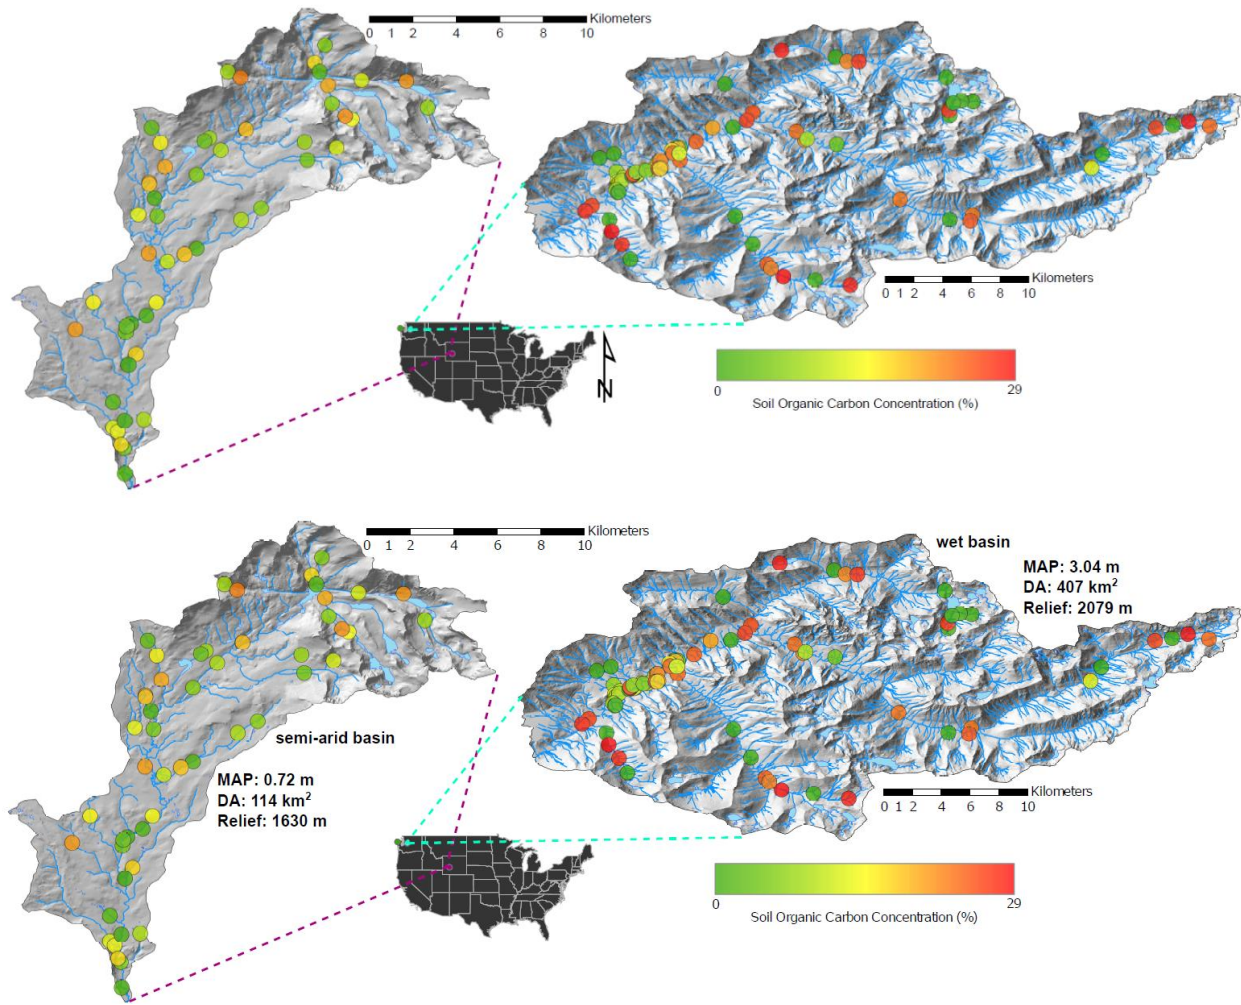 Kilometers
0 1 2 4 6 8 10
Kilometers
0 1 2 4 6 8 10
N
0 29
Soil Organic Carbon Concentration (%)
Kilometers
0 1 2 4 6 8 10
wet basin
MAP: 3.04 m
DA: 407 km²
Relief: 2079 m
semi-arid basin
MAP: 0.72 m
DA: 114 km²
Relief: 1630 m
Kilometers
0 1 2 4 6 8 10
0 29
Soil Organic Carbon Concentration (%)